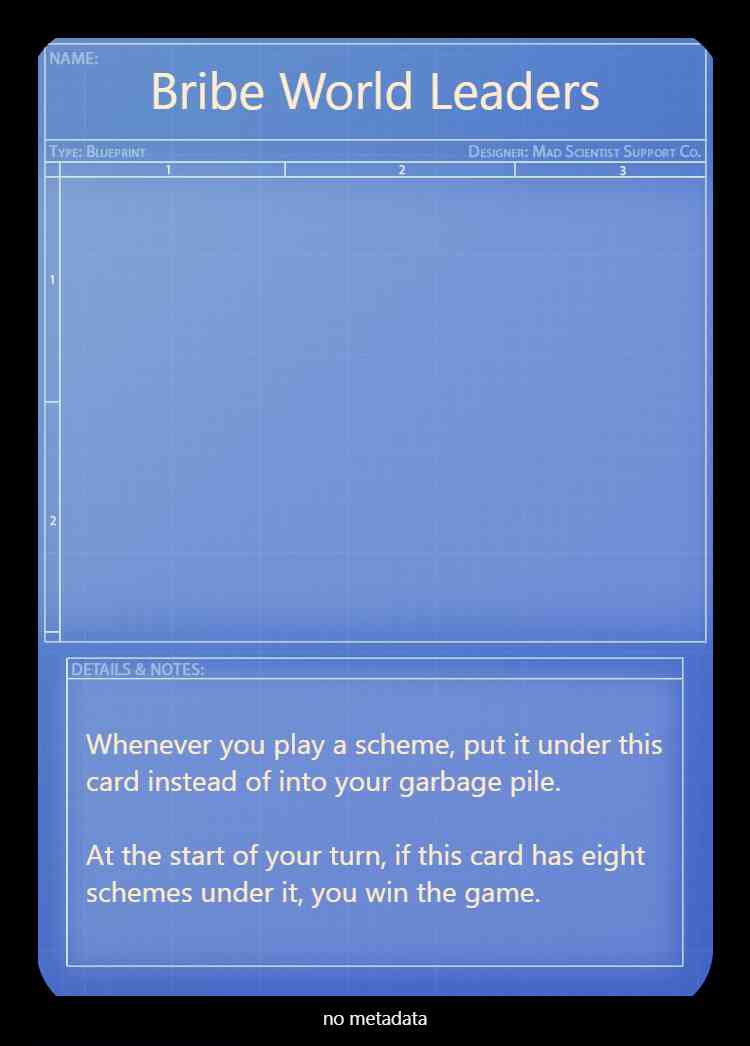 NAME:
Bribe World Leaders
Type: Blueprint
Designer: Mad Scientist Support Co.
1 2 3
1
2
DETAILS & NOTES:
Whenever you play a scheme, put it under this
card instead of into your garbage pile.
At the start of your turn, if this card has eight
schemes under it, you win the game.
no metadata